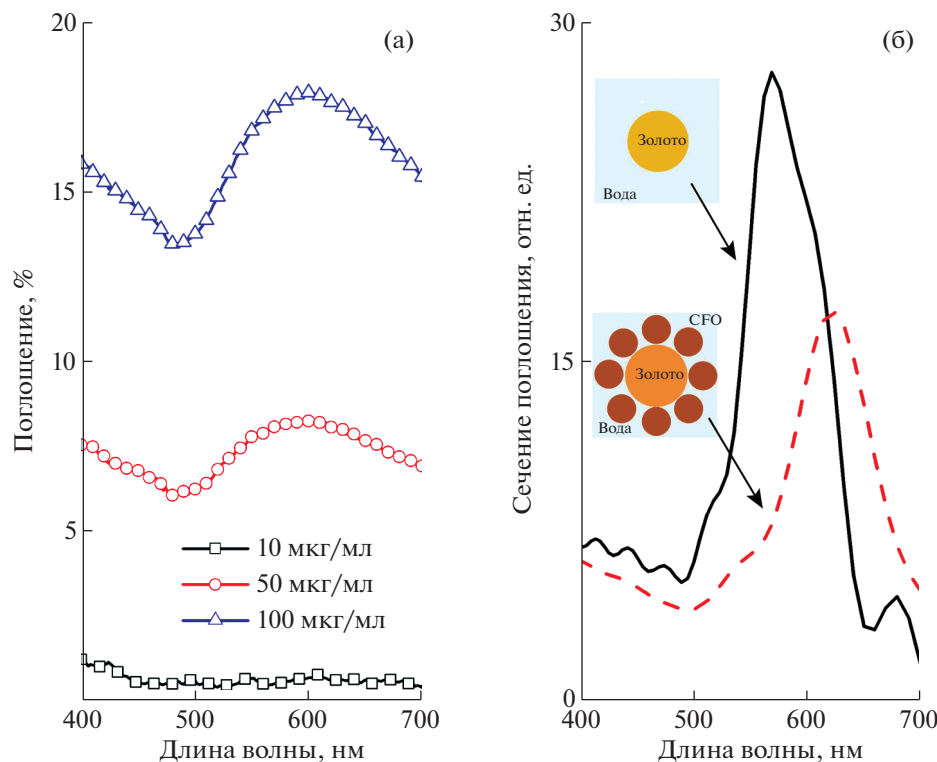 20
15
10
5
400
500
600
700
Поглощение, %
Длина волны, нм
(а)
10 мкг/мл
50 мкг/мл
100 мкг/мл
30
15
0
400
500
600
700
Сечение поглощения, отн. ед.
Длина волны, нм
(б)
Золото
Вода
CFO
Золото
Вода